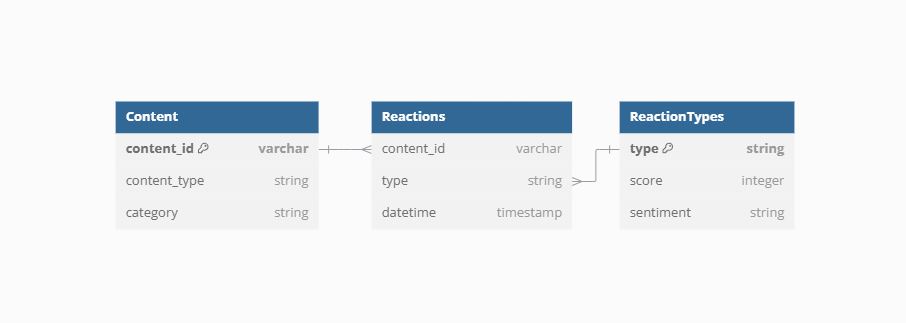 Content
content_id varchar
content_type string
category string
Reactions
content_id varchar
type string
datetime timestamp
ReactionTypes
type string
score integer
sentiment string